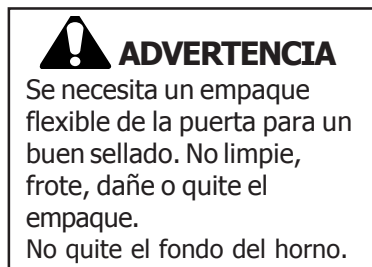 ADVERTENCIA
Se necesita un empaque
flexible de la puerta para un
buen sellado. No limpie,
frote, dañe o quite el
empaque.
No quite el fondo del horno.